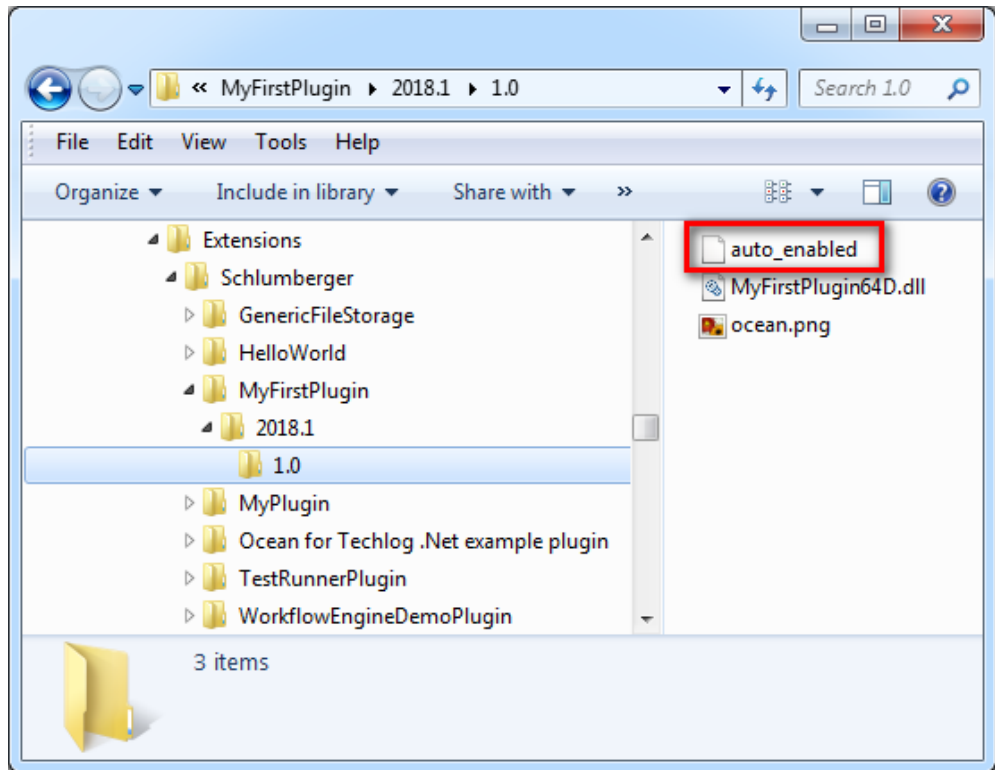 « MyFirstPlugin 2018.1 1.0 Search 1.0
File Edit View Tools Help
Organize Include in library Share with »
Extensions
Schlumberger
GenericFileStorage
HelloWorld
MyFirstPlugin
2018.1
1.0
MyPlugin
Ocean for Techlog .Net example plugin
TestRunnerPlugin
WorkflowEngineDemoPlugin
auto_enabled
MyFirstPlugin64D.dll
ocean.png
3 items